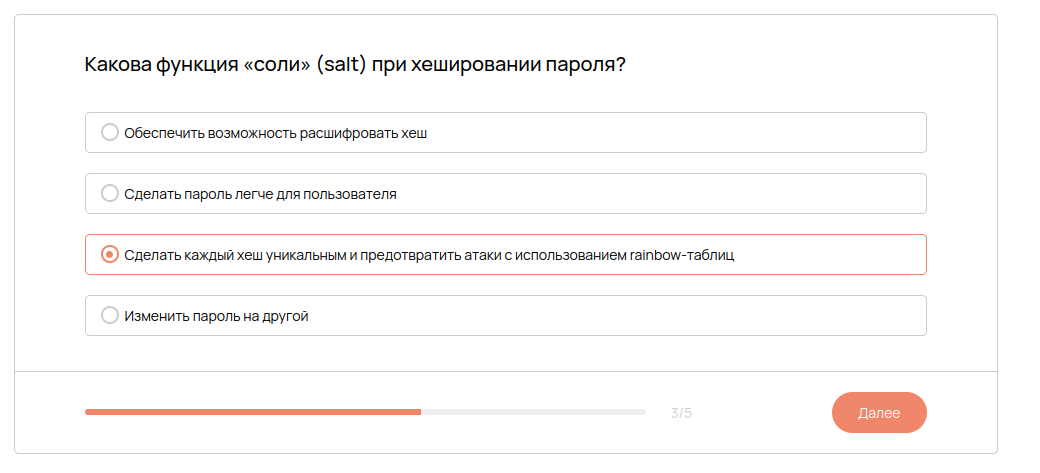 Какова функция «соли» (salt) при хешировании пароля?
Обеспечить возможность расшифровать хеш
Сделать пароль легче для пользователя
Сделать каждый хеш уникальным и предотвратить атаки с использованием rainbow-таблиц
Изменить пароль на другой
3/5
Далее